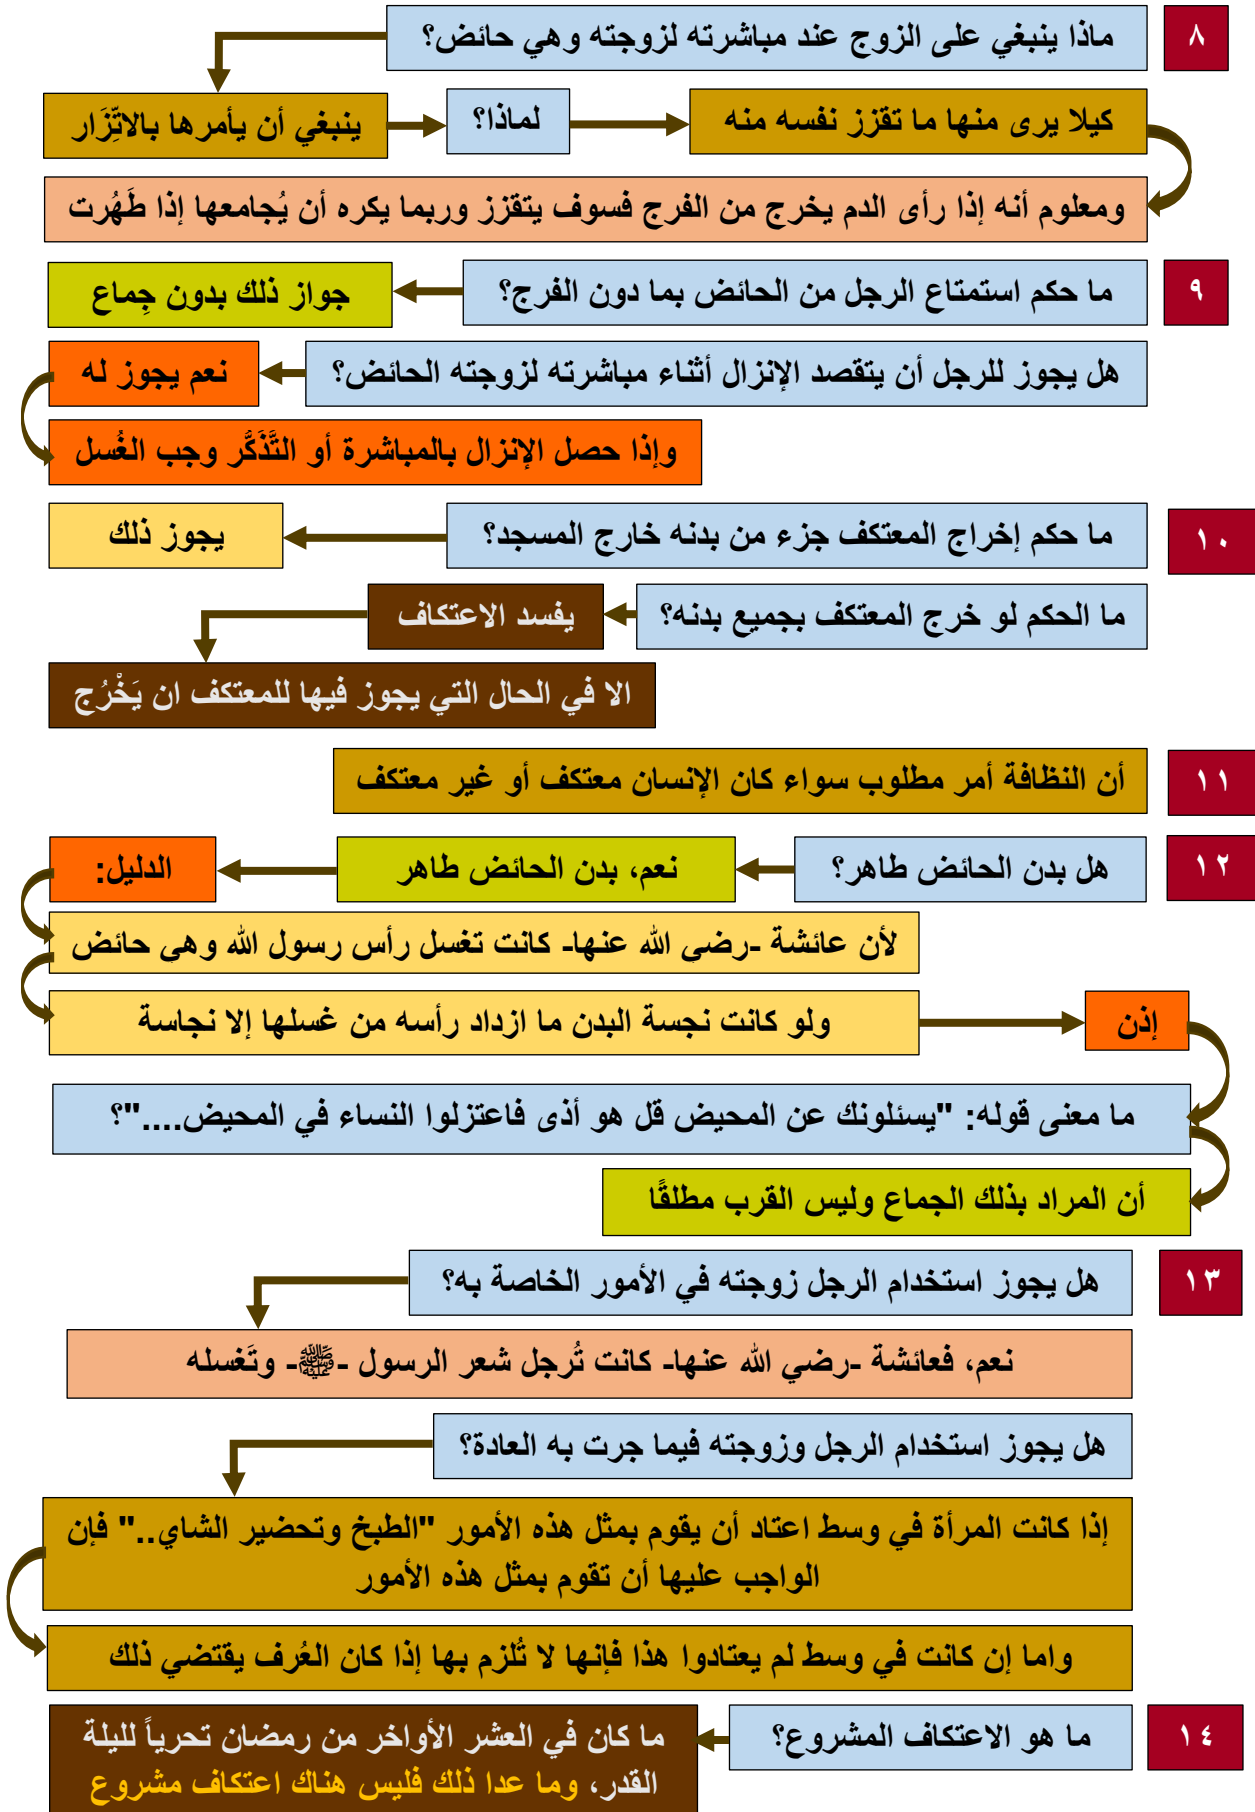 ٨
ماذا ينبغي على الزوج عند مباشرته لزوجته وهي حائض؟
ينبغي أن يأمرها بالاتِّزَار
لماذا؟
كيلا يرى منها ما تقزز نفسه منه
ومعلوم أنه إذا رأى الدم يخرج من الفرج فسوف يتقزز وربما يكره أن يُجامعها إذا طَهُرت
٩
ما حكم استمتاع الرجل من الحائض بما دون الفرج؟
جواز ذلك بدون جِماع
هل يجوز للرجل أن يتقصد الإنزال أثناء مباشرته لزوجته الحائض؟
نعم يجوز له
وإذا حصل الإنزال بالمباشرة أو التَّذَكُّر وجب الغُسل
١٠
ما حكم إخراج المعتكف جزء من بدنه خارج المسجد؟
يجوز ذلك
ما الحكم لو خرج المعتكف بجميع بدنه؟
يفسد الاعتكاف
الا في الحال التي يجوز فيها للمعتكف ان يَخْرُج
١١
أن النظافة أمر مطلوب سواء كان الإنسان معتكف أو غير معتكف
١٢
هل بدن الحائض طاهر؟
نعم، بدن الحائض طاهر
الدليل:
لأن عائشة -رضي الله عنها- كانت تغسل رأس رسول الله وهي حائض
ولو كانت نجسة البدن ما ازداد رأسه من غسلها إلا نجاسة
إذن
ما معنى قوله: "يسئلونك عن المحيض قل هو أذى فاعتزلوا النساء في المحيض...."؟
أن المراد بذلك الجماع وليس القرب مطلقًا
١٣
هل يجوز استخدام الرجل زوجته في الأمور الخاصة به؟
نعم، فعائشة -رضي الله عنها- كانت تُرجل شعر الرسول -ﷺ- وتَغسله
هل يجوز استخدام الرجل وزوجته فيما جرت به العادة؟
إذا كانت المرأة في وسط اعتاد أن يقوم بمثل هذه الأمور "الطبخ وتحضير الشاي.." فإن
الواجب عليها أن تقوم بمثل هذه الأمور
واما إن كانت في وسط لم يعتادوا هذا فإنها لا تُلزم بها إذا كان العُرف يقتضي ذلك
١٤
ما هو الاعتكاف المشروع؟
ما كان في العشر الأواخر من رمضان تحرياً لليلة
القدر، وما عدا ذلك فليس هناك اعتكاف مشروع